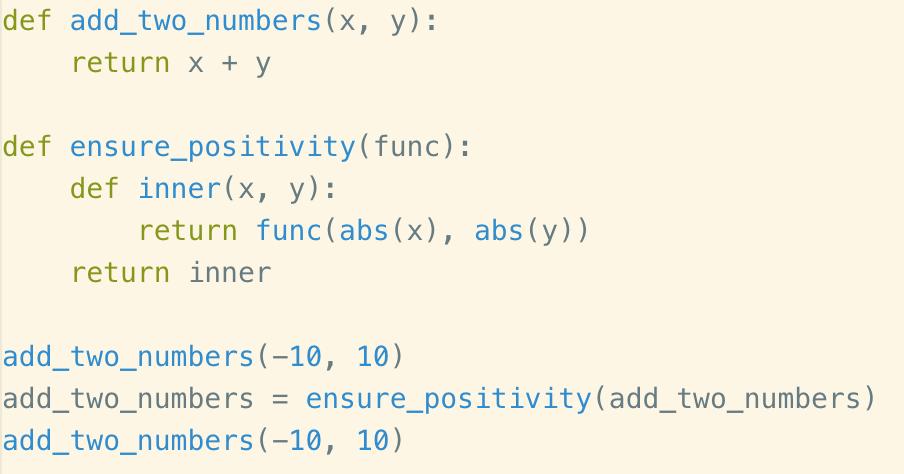 def add_two_numbers(x, y):
    return x + y

def ensure_positivity(func):
    def inner(x, y):
        return func(abs(x), abs(y))
    return inner

add_two_numbers(-10, 10)
add_two_numbers = ensure_positivity(add_two_numbers)
add_two_numbers(-10, 10)